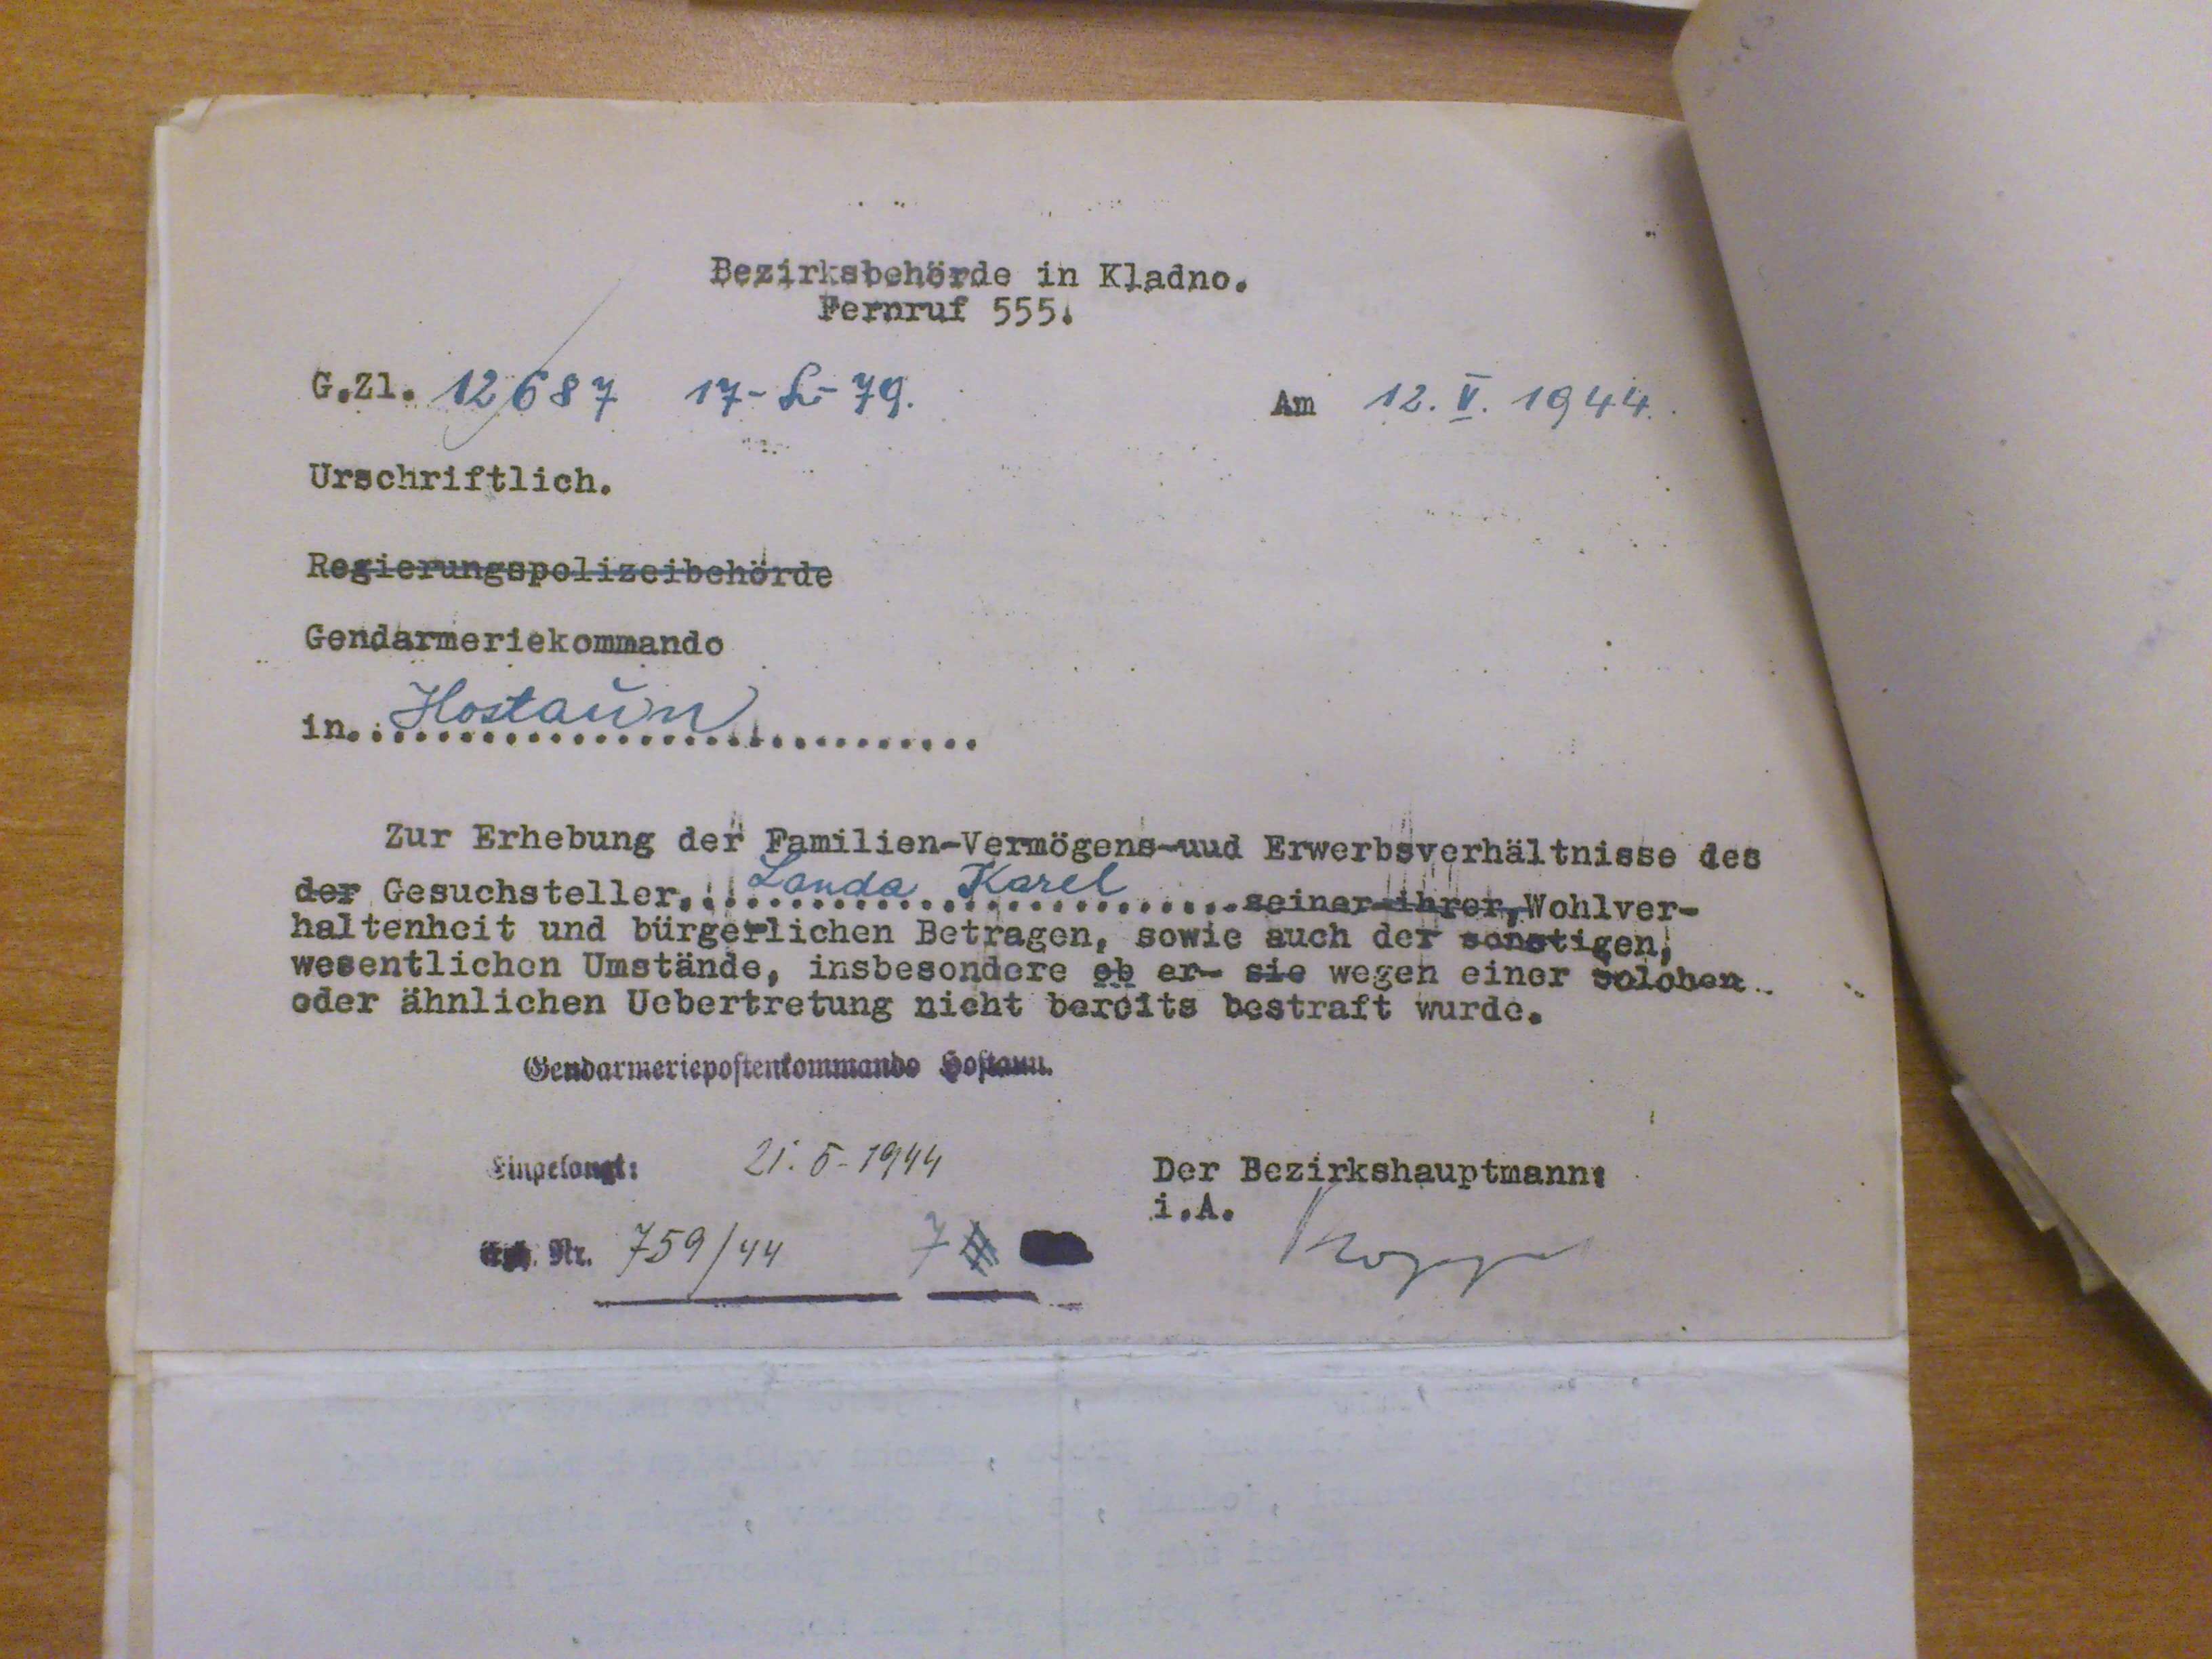 Bezirksbehörde in Kladno.
Fernruf 555.
G.Zl. 12687 17-L-79. Am 12. V. 1944.
Urschriftlich.
Regierungspolizeibehörde
Gendarmeriekommando
in. Hostaun
Zur Erhebung der Familien-Vermögens-uud Erwerbsverhältnisse des
der Gesuchsteller. Landa Karel seiner-ihrer, Wohlver-
haltenheit und bürgerlichen Betragen, sowie auch der sonstigen,
wesentlichen Umstände, insbesondere ob er- sie wegen einer solchen
oder ähnlichen Uebertretung nicht bereits bestraft wurde.
Gendarmeriepostenkommando Hostaun.
Eingelangt: 21. 5. 1944
Der Bezirkshauptmann:
i.A.
Nr. 759/44 7